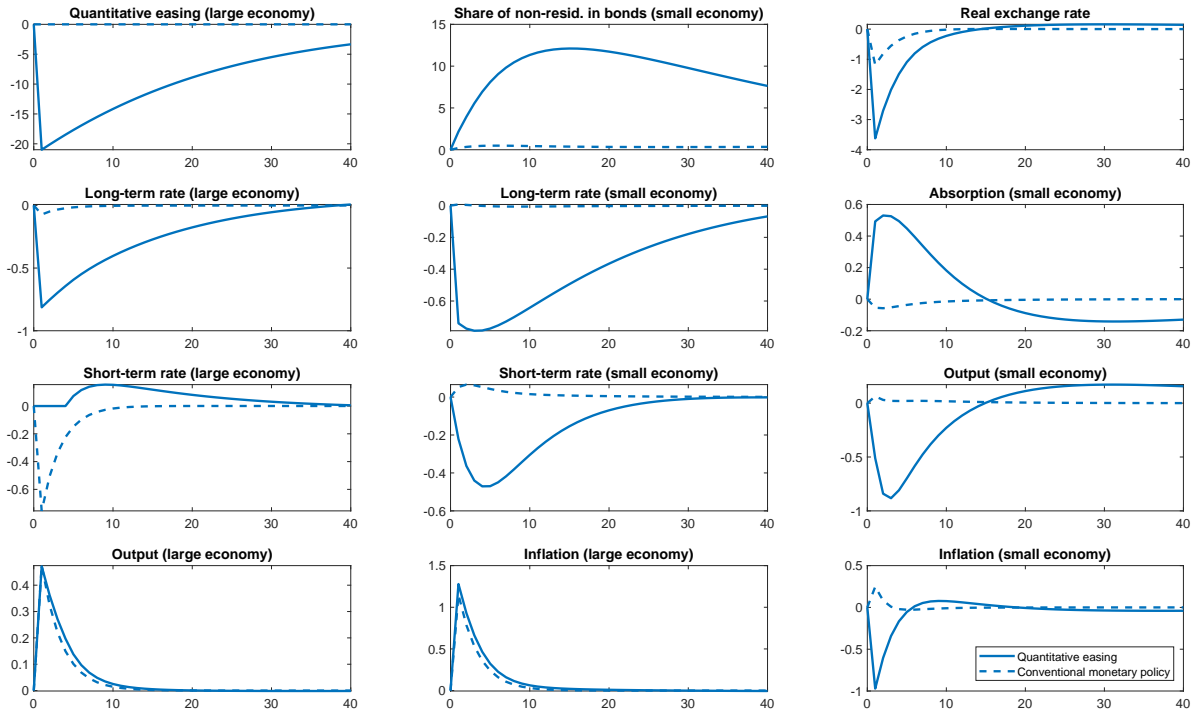 Quantitative easing (large economy)
0
-5
-10
-15
-20
0 10 20 30 40
Share of non-resid. in bonds (small economy)
15
10
5
0
0 10 20 30 40
Real exchange rate
0
-1
-2
-3
-4
0 10 20 30 40
Long-term rate (large economy)
0
-0.5
-1
0 10 20 30 40
Long-term rate (small economy)
0
-0.2
-0.4
-0.6
0 10 20 30 40
Absorption (small economy)
0.6
0.4
0.2
0
-0.2
0 10 20 30 40
Short-term rate (large economy)
0
-0.2
-0.4
-0.6
0 10 20 30 40
Short-term rate (small economy)
0
-0.2
-0.4
-0.6
0 10 20 30 40
Output (small economy)
0
-0.5
-1
0 10 20 30 40
Output (large economy)
0.4
0.3
0.2
0.1
0
0 10 20 30 40
Inflation (large economy)
1.5
1
0.5
0
0 10 20 30 40
Inflation (small economy)
0.5
0
-0.5
-1
0 10 20 30 40
Quantitative easing
Conventional monetary policy